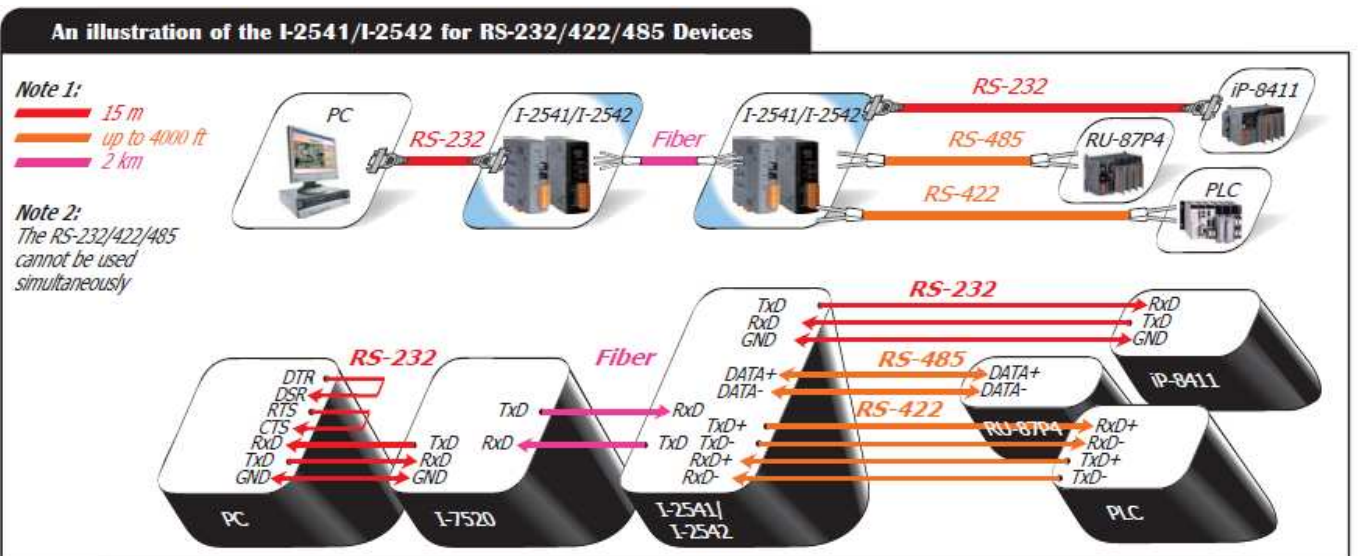 An illustration of the I-2541/I-2542 for RS-232/422/485 Devices
Note 1:
15 m
up to 4000 ft
2 km
Note 2:
The RS-232/422/485
cannot be used
simultaneously
PC
RS-232
I-2541/I-2542
Fiber
I-2541/I-2542
RS-232
iP-8411
RS-485
RU-87P4
RS-422
PLC
RS-232
DTR
DSR
RTS
CTS
RxD
TxD
GND
PC
TxD
RxD
TxD
RxD
GND
I-7520
Fiber
TxD
RxD
GND
DATA+
DATA-
RxD
TxD+
TxD TxD-
RxD+
RxD-
I-2541/
I-2542
RS-232
RxD
TxD
GND
iP-8411
RS-485
DATA+
DATA-
RU-87P4
RS-422
RxD+
RxD-
TxD+
TxD-
PLC